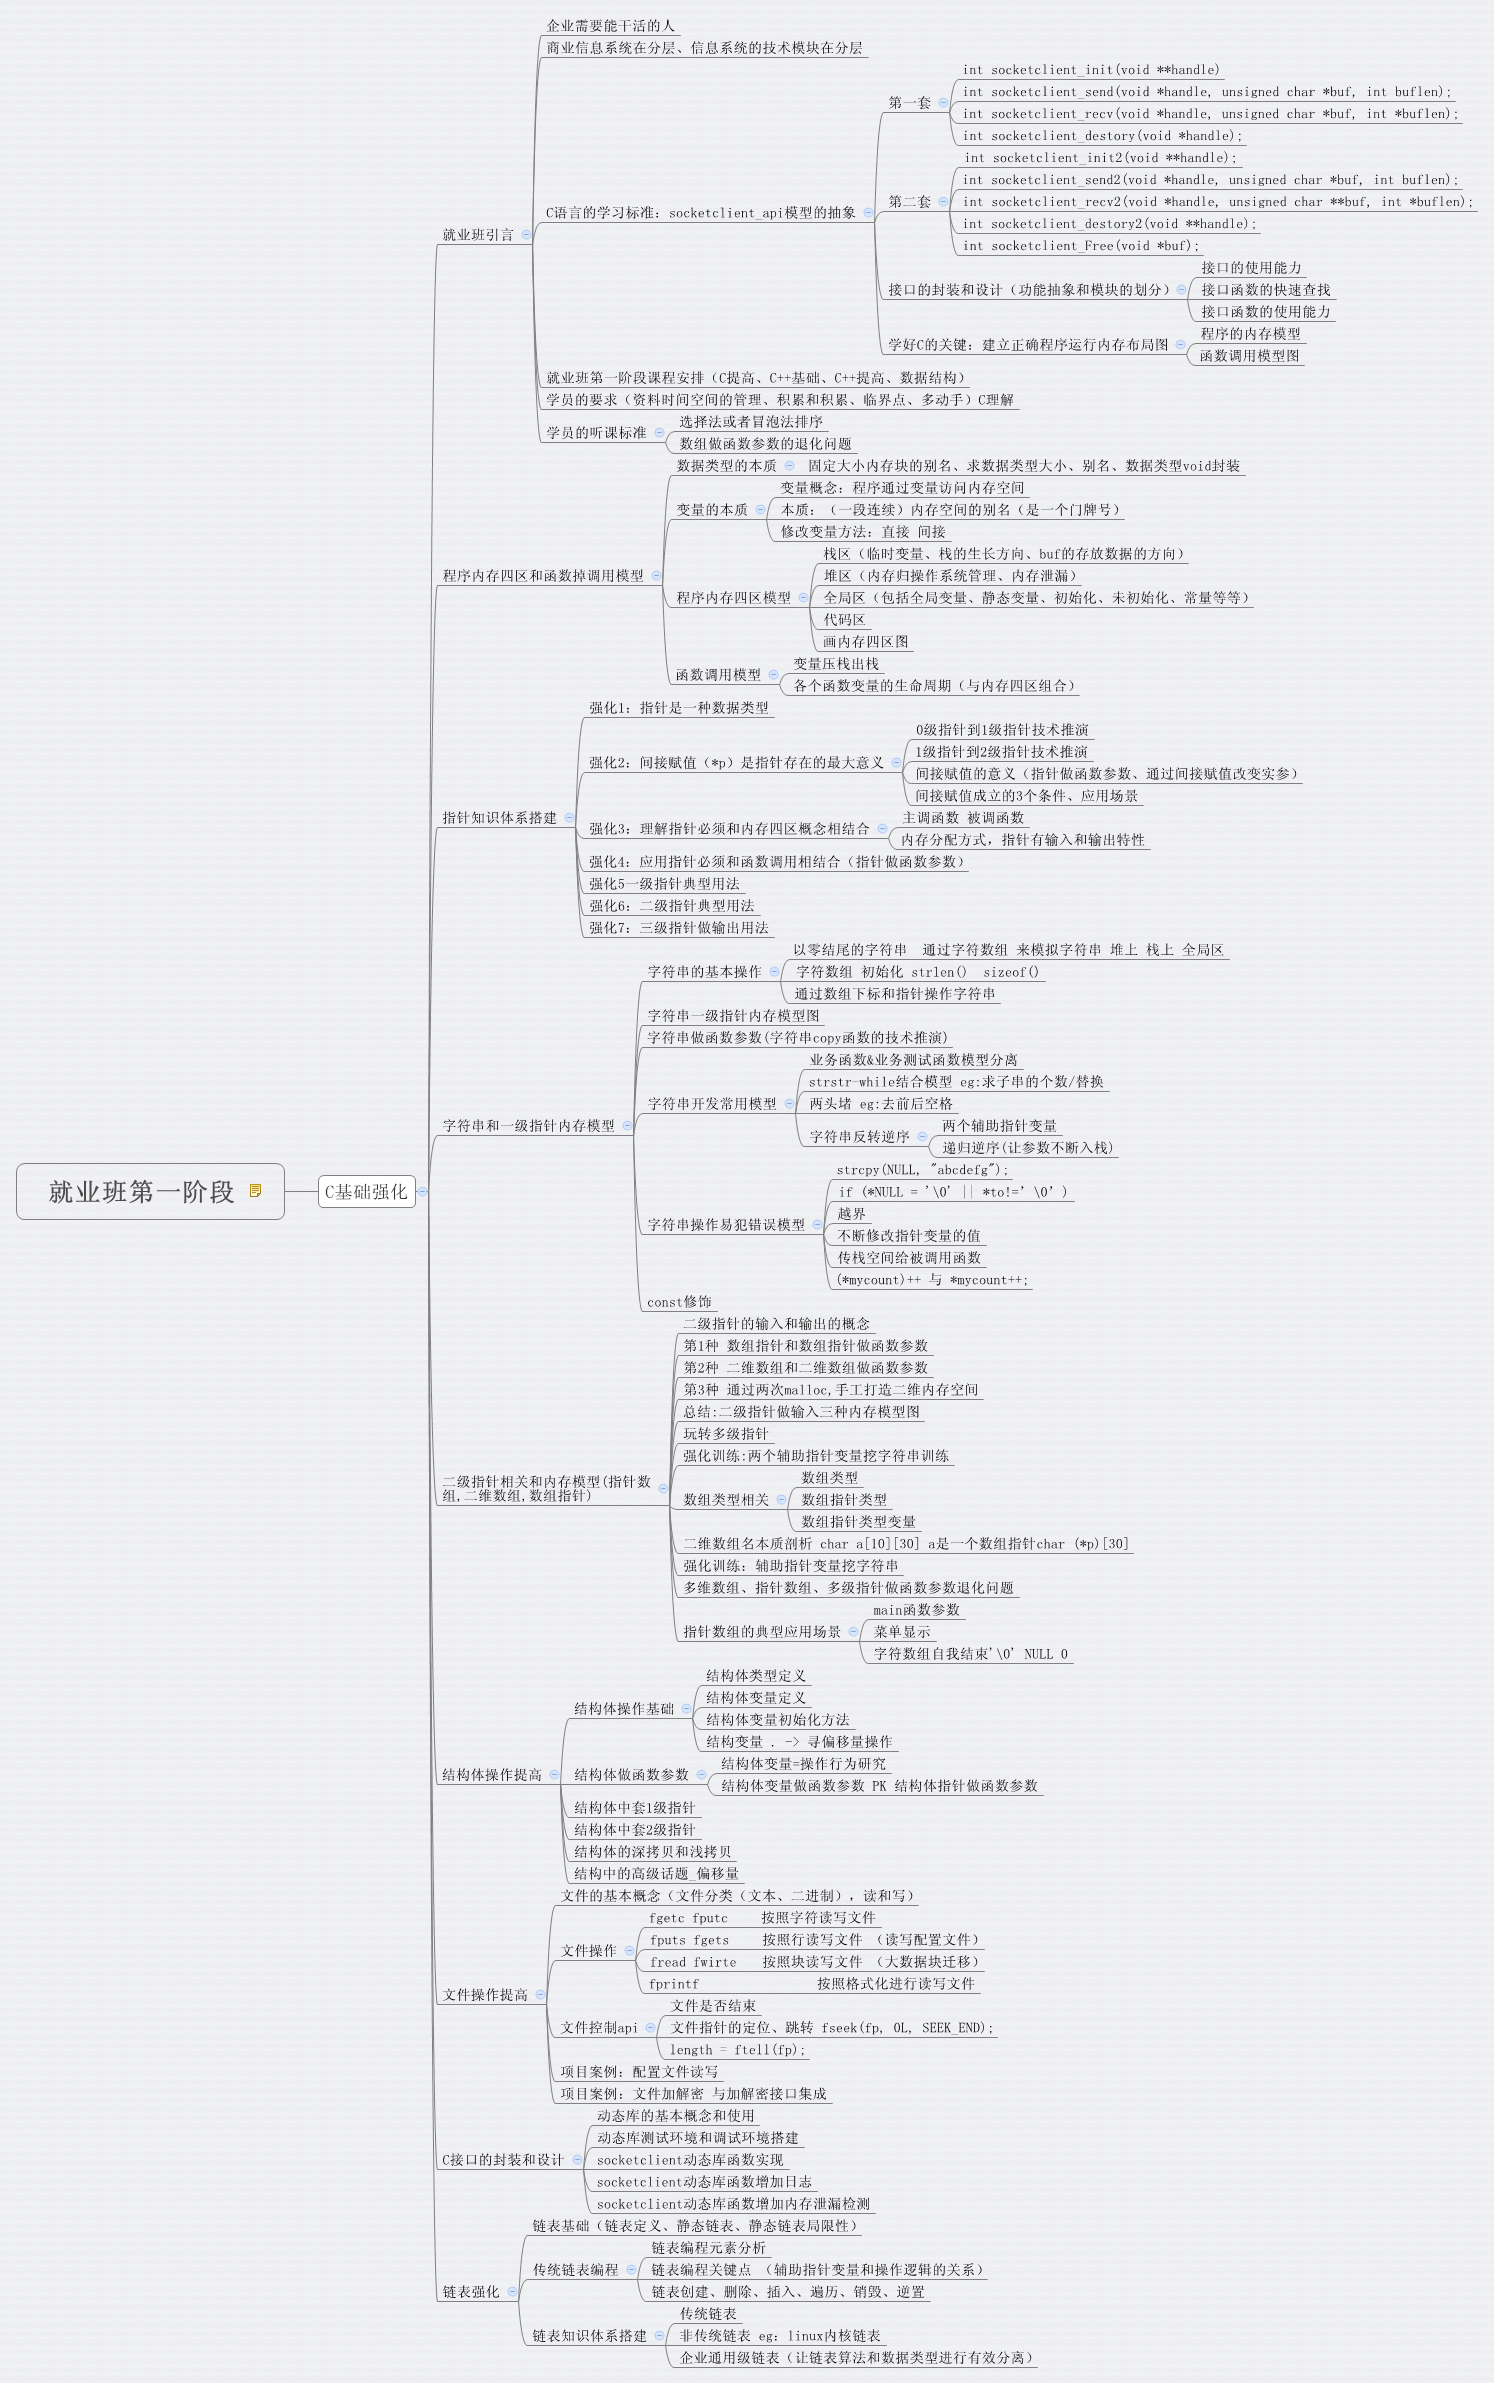 企业需要能干活的人
商业信息系统在分层、信息系统的技术模块在分层
int socketclient_init(void **handle)
int socketclient_send(void *handle, unsigned char *buf, int buflen);
第一套
int socketclient_recv(void *handle, unsigned char *buf, int *buflen);
int socketclient_destory(void *handle);
int socketclient_init2(void **handle);
int socketclient_send2(void *handle, unsigned char *buf, int buflen);
第二套
int socketclient_recv2(void *handle, unsigned char **buf, int *buflen);
C语言的学习标准：socketclient_api模型的抽象
int socketclient_destory2(void **handle);
就业班引言
int socketclient_Free(void *buf);
接口的使用能力
接口的封装和设计（功能抽象和模块的划分）
接口函数的快速查找
接口函数的使用能力
程序的内存模型
学好C的关键：建立正确程序运行内存布局图
函数调用模型图
就业班第一阶段课程安排（C提高、C++基础、C++提高、数据结构）
学员的要求（资料时间空间的管理、积累和积累、临界点、多动手）C理解
选择法或者冒泡法排序
学员的听课标准
数组做函数参数的退化问题
数据类型的本质
固定大小内存块的别名、求数据类型大小、别名、数据类型void封装
变量概念：程序通过变量访问内存空间
变量的本质
本质：（一段连续）内存空间的别名（是一个门牌号）
修改变量方法：直接 间接
栈区（临时变量、栈的生长方向、buf的存放数据的方向）
程序内存四区和函数掉调用模型
堆区（内存归操作系统管理、内存泄漏）
程序内存四区模型
全局区（包括全局变量、静态变量、初始化、未初始化、常量等等）
代码区
画内存四区图
变量压栈出栈
函数调用模型
各个函数变量的生命周期（与内存四区组合）
强化1：指针是一种数据类型
0级指针到1级指针技术推演
1级指针到2级指针技术推演
强化2：间接赋值（*p）是指针存在的最大意义
间接赋值的意义（指针做函数参数、通过间接赋值改变实参）
间接赋值成立的3个条件、应用场景
指针知识体系搭建
主调函数 被调函数
强化3：理解指针必须和内存四区概念相结合
内存分配方式，指针有输入和输出特性
强化4：应用指针必须和函数调用相结合（指针做函数参数）
强化5一级指针典型用法
强化6：二级指针典型用法
强化7：三级指针做输出用法
以零结尾的字符串  通过字符数组 来模拟字符串 堆上 栈上 全局区
字符串的基本操作
字符数组 初始化 strlen()  sizeof()
通过数组下标和指针操作字符串
字符串一级指针内存模型图
字符串做函数参数(字符串copy函数的技术推演)
业务函数&业务测试函数模型分离
strstr-while结合模型 eg:求子串的个数/替换
字符串开发常用模型
两头堵 eg:去前后空格
字符串和一级指针内存模型
两个辅助指针变量
字符串反转逆序
递归逆序(让参数不断入栈)
strcpy(NULL, "abcdefg");
就业班第一阶段
C基础强化
if (*NULL = '\0' || *to!=’\0’)
越界
字符串操作易犯错误模型
不断修改指针变量的值
传栈空间给被调用函数
(*mycount)++ 与 *mycount++;
const修饰
二级指针的输入和输出的概念
第1种 数组指针和数组指针做函数参数
第2种 二维数组和二维数组做函数参数
第3种 通过两次malloc,手工打造二维内存空间
总结:二级指针做输入三种内存模型图
玩转多级指针
强化训练:两个辅助指针变量挖字符串训练
数组类型
二级指针相关和内存模型(指针数
组,二维数组,数组指针)
数组类型相关
数组指针类型
数组指针类型变量
二维数组名本质剖析 char a[10][30] a是一个数组指针char (*p)[30]
强化训练：辅助指针变量挖字符串
多维数组、指针数组、多级指针做函数参数退化问题
main函数参数
指针数组的典型应用场景
菜单显示
字符数组自我结束'\0' NULL 0
结构体类型定义
结构体操作基础
结构体变量定义
结构体变量初始化方法
结构变量 . -> 寻偏移量操作
结构体变量=操作行为研究
结构体操作提高
结构体做函数参数
结构体变量做函数参数 PK 结构体指针做函数参数
结构体中套1级指针
结构体中套2级指针
结构体的深拷贝和浅拷贝
结构中的高级话题_偏移量
文件的基本概念（文件分类（文本、二进制），读和写）
fgetc fputc    按照字符读写文件
fputs fgets    按照行读写文件 （读写配置文件）
文件操作
fread fwirte   按照块读写文件 （大数据块迁移）
fprintf    按照格式化进行读写文件
文件操作提高
文件是否结束
文件控制api
文件指针的定位、跳转 fseek(fp, 0L, SEEK_END);
length = ftell(fp);
项目案例：配置文件读写
项目案例：文件加解密 与加解密接口集成
动态库的基本概念和使用
动态库测试环境和调试环境搭建
C接口的封装和设计
socketclient动态库函数实现
socketclient动态库函数增加日志
socketclient动态库函数增加内存泄漏检测
链表基础（链表定义、静态链表、静态链表局限性）
链表编程元素分析
传统链表编程
链表编程关键点 （辅助指针变量和操作逻辑的关系）
链表强化
链表创建、删除、插入、遍历、销毁、逆置
传统链表
链表知识体系搭建
非传统链表 eg：linux内核链表
企业通用级链表（让链表算法和数据类型进行有效分离）